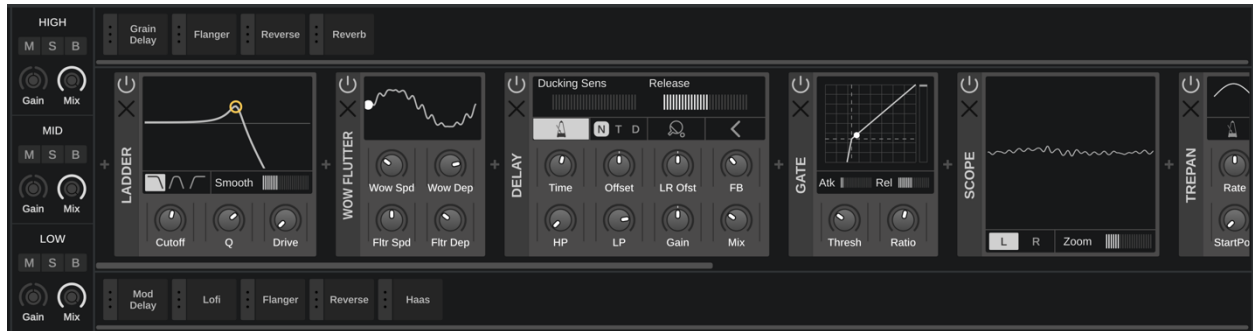 HIGH
M S B
Gain Mix
Grain
Delay
Flanger
Reverse
Reverb
MID
M S B
Gain Mix
LADDER
Smooth
Cutoff Q Drive
WOW FLUTTER
Wow Spd Wow Dep
Fltr Spd Fltr Dep
DELAY
Ducking Sens Release
N T D
Time Offset LR Ofst FB
HP LP Gain Mix
GATE
Atk Rel
Thresh Ratio
SCOPE
L R Zoom
TREPAN
Rate
StartPo
LOW
M S B
Gain Mix
Mod
Delay
Lofi
Flanger
Reverse
Haas